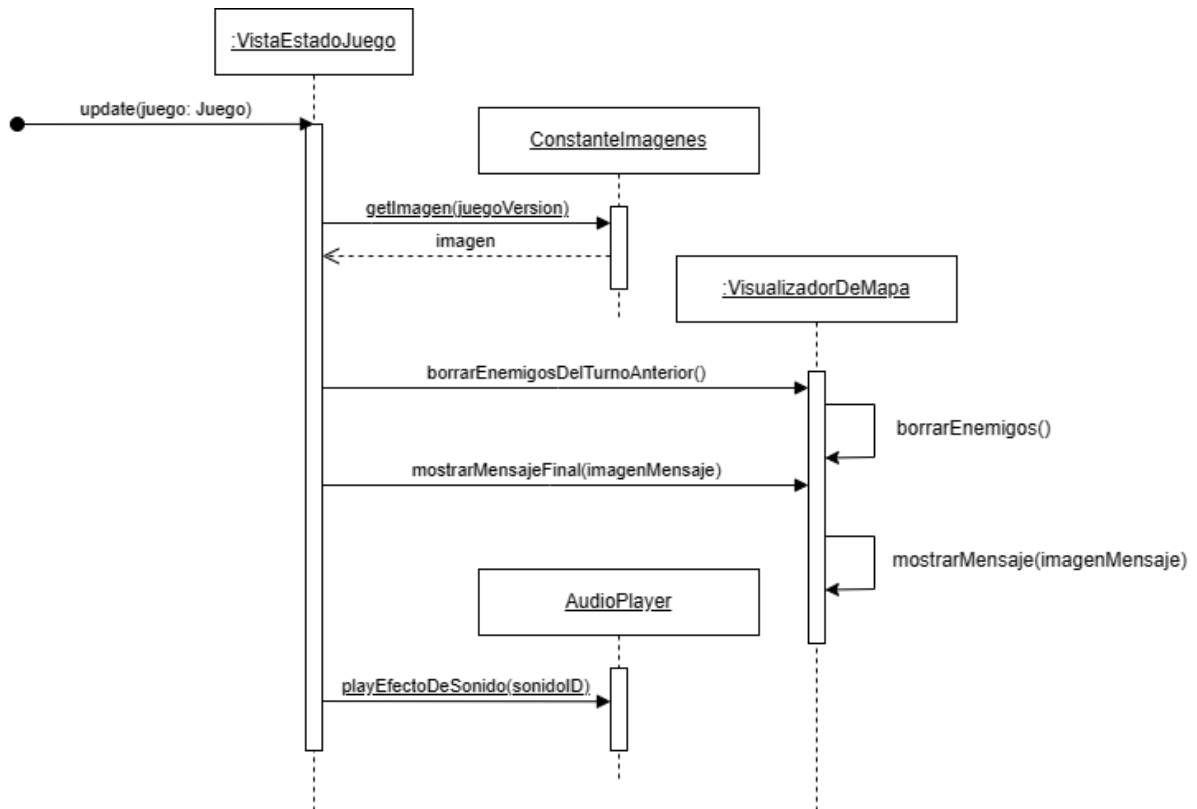 :VistaEstadoJuego
update(juego: Juego)
ConstanteImagenes
getImagen(juegoVersion)
imagen
:VisualizadorDeMapa
borrarEnemigosDelTurnoAnterior()
borrarEnemigos()
mostrarMensajeFinal(imagenMensaje)
mostrarMensaje(imagenMensaje)
AudioPlayer
playEfectoDeSonido(sonidoID)